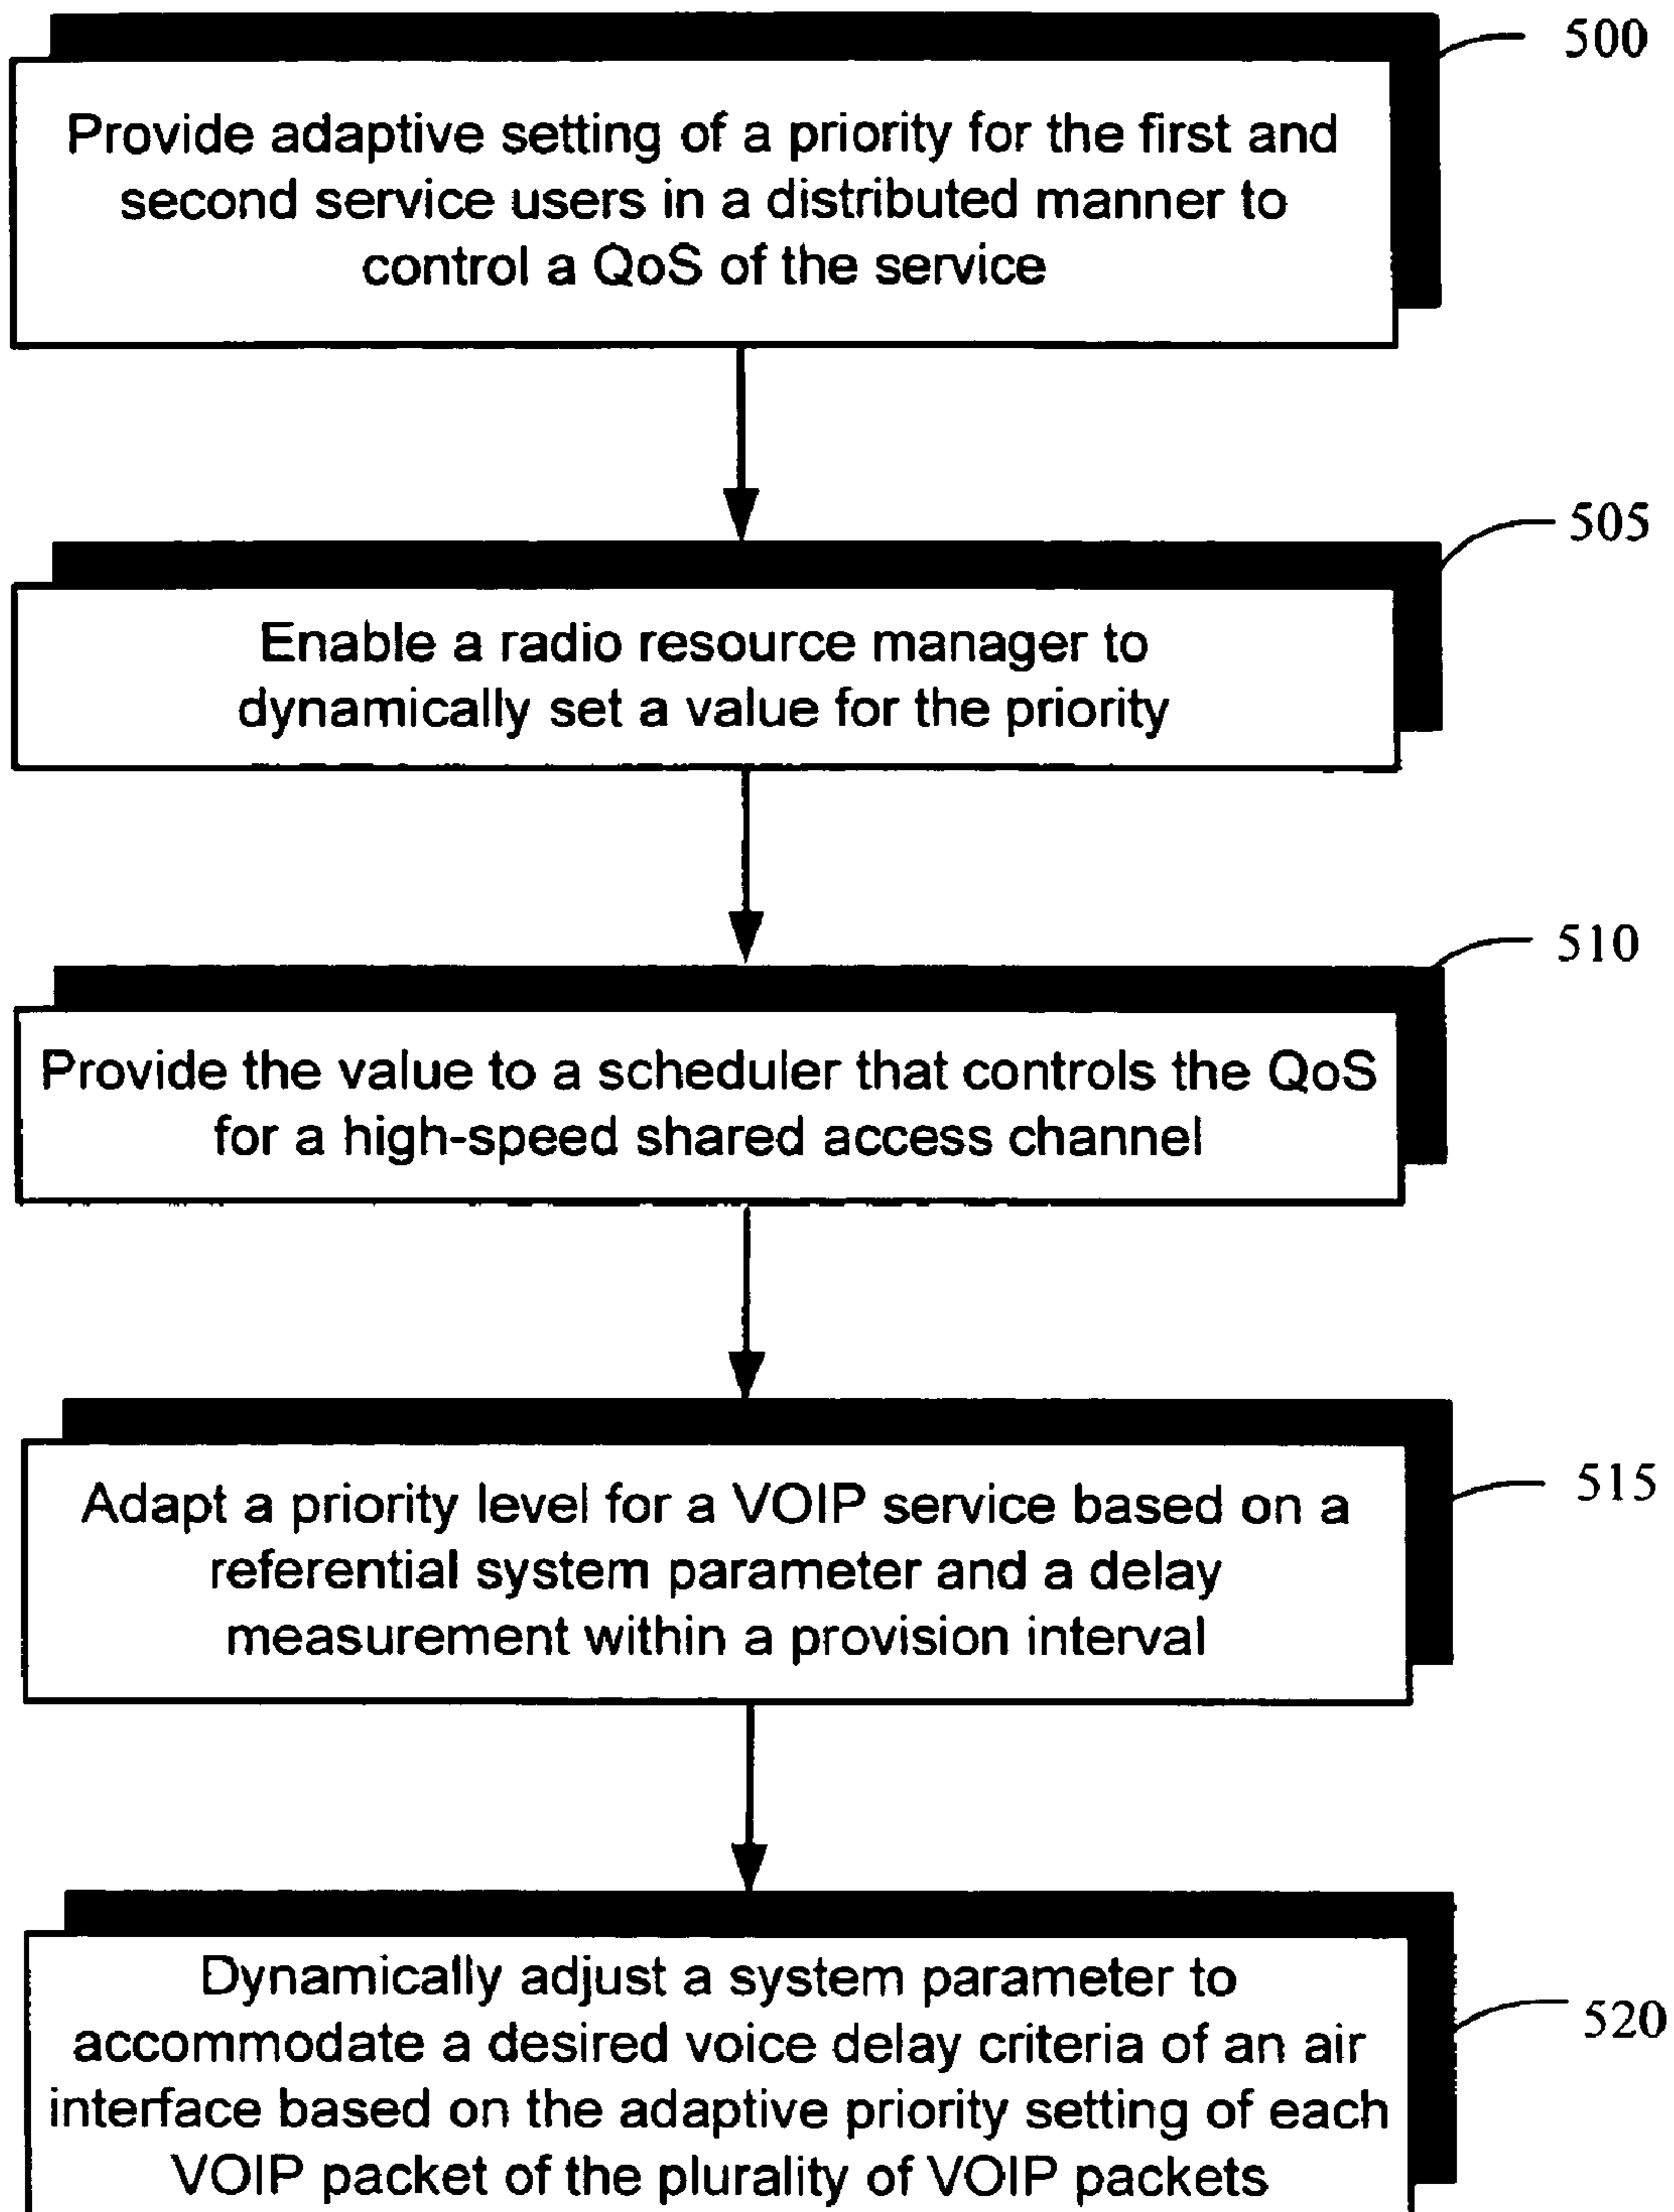 500
Provide adaptive setting of a priority for the first and
second service users in a distributed manner to
control a QoS of the service
505
Enable a radio resource manager to
dynamically set a value for the priority
510
Provide the value to a scheduler that controls the QoS
for a high-speed shared access channel
515
Adapt a priority level for a VOIP service based on a
referential system parameter and a delay
measurement within a provision interval
520
Dynamically adjust a system parameter to
accommodate a desired voice delay criteria of an air
interface based on the adaptive priority setting of each
VOIP packet of the plurality of VOIP packets